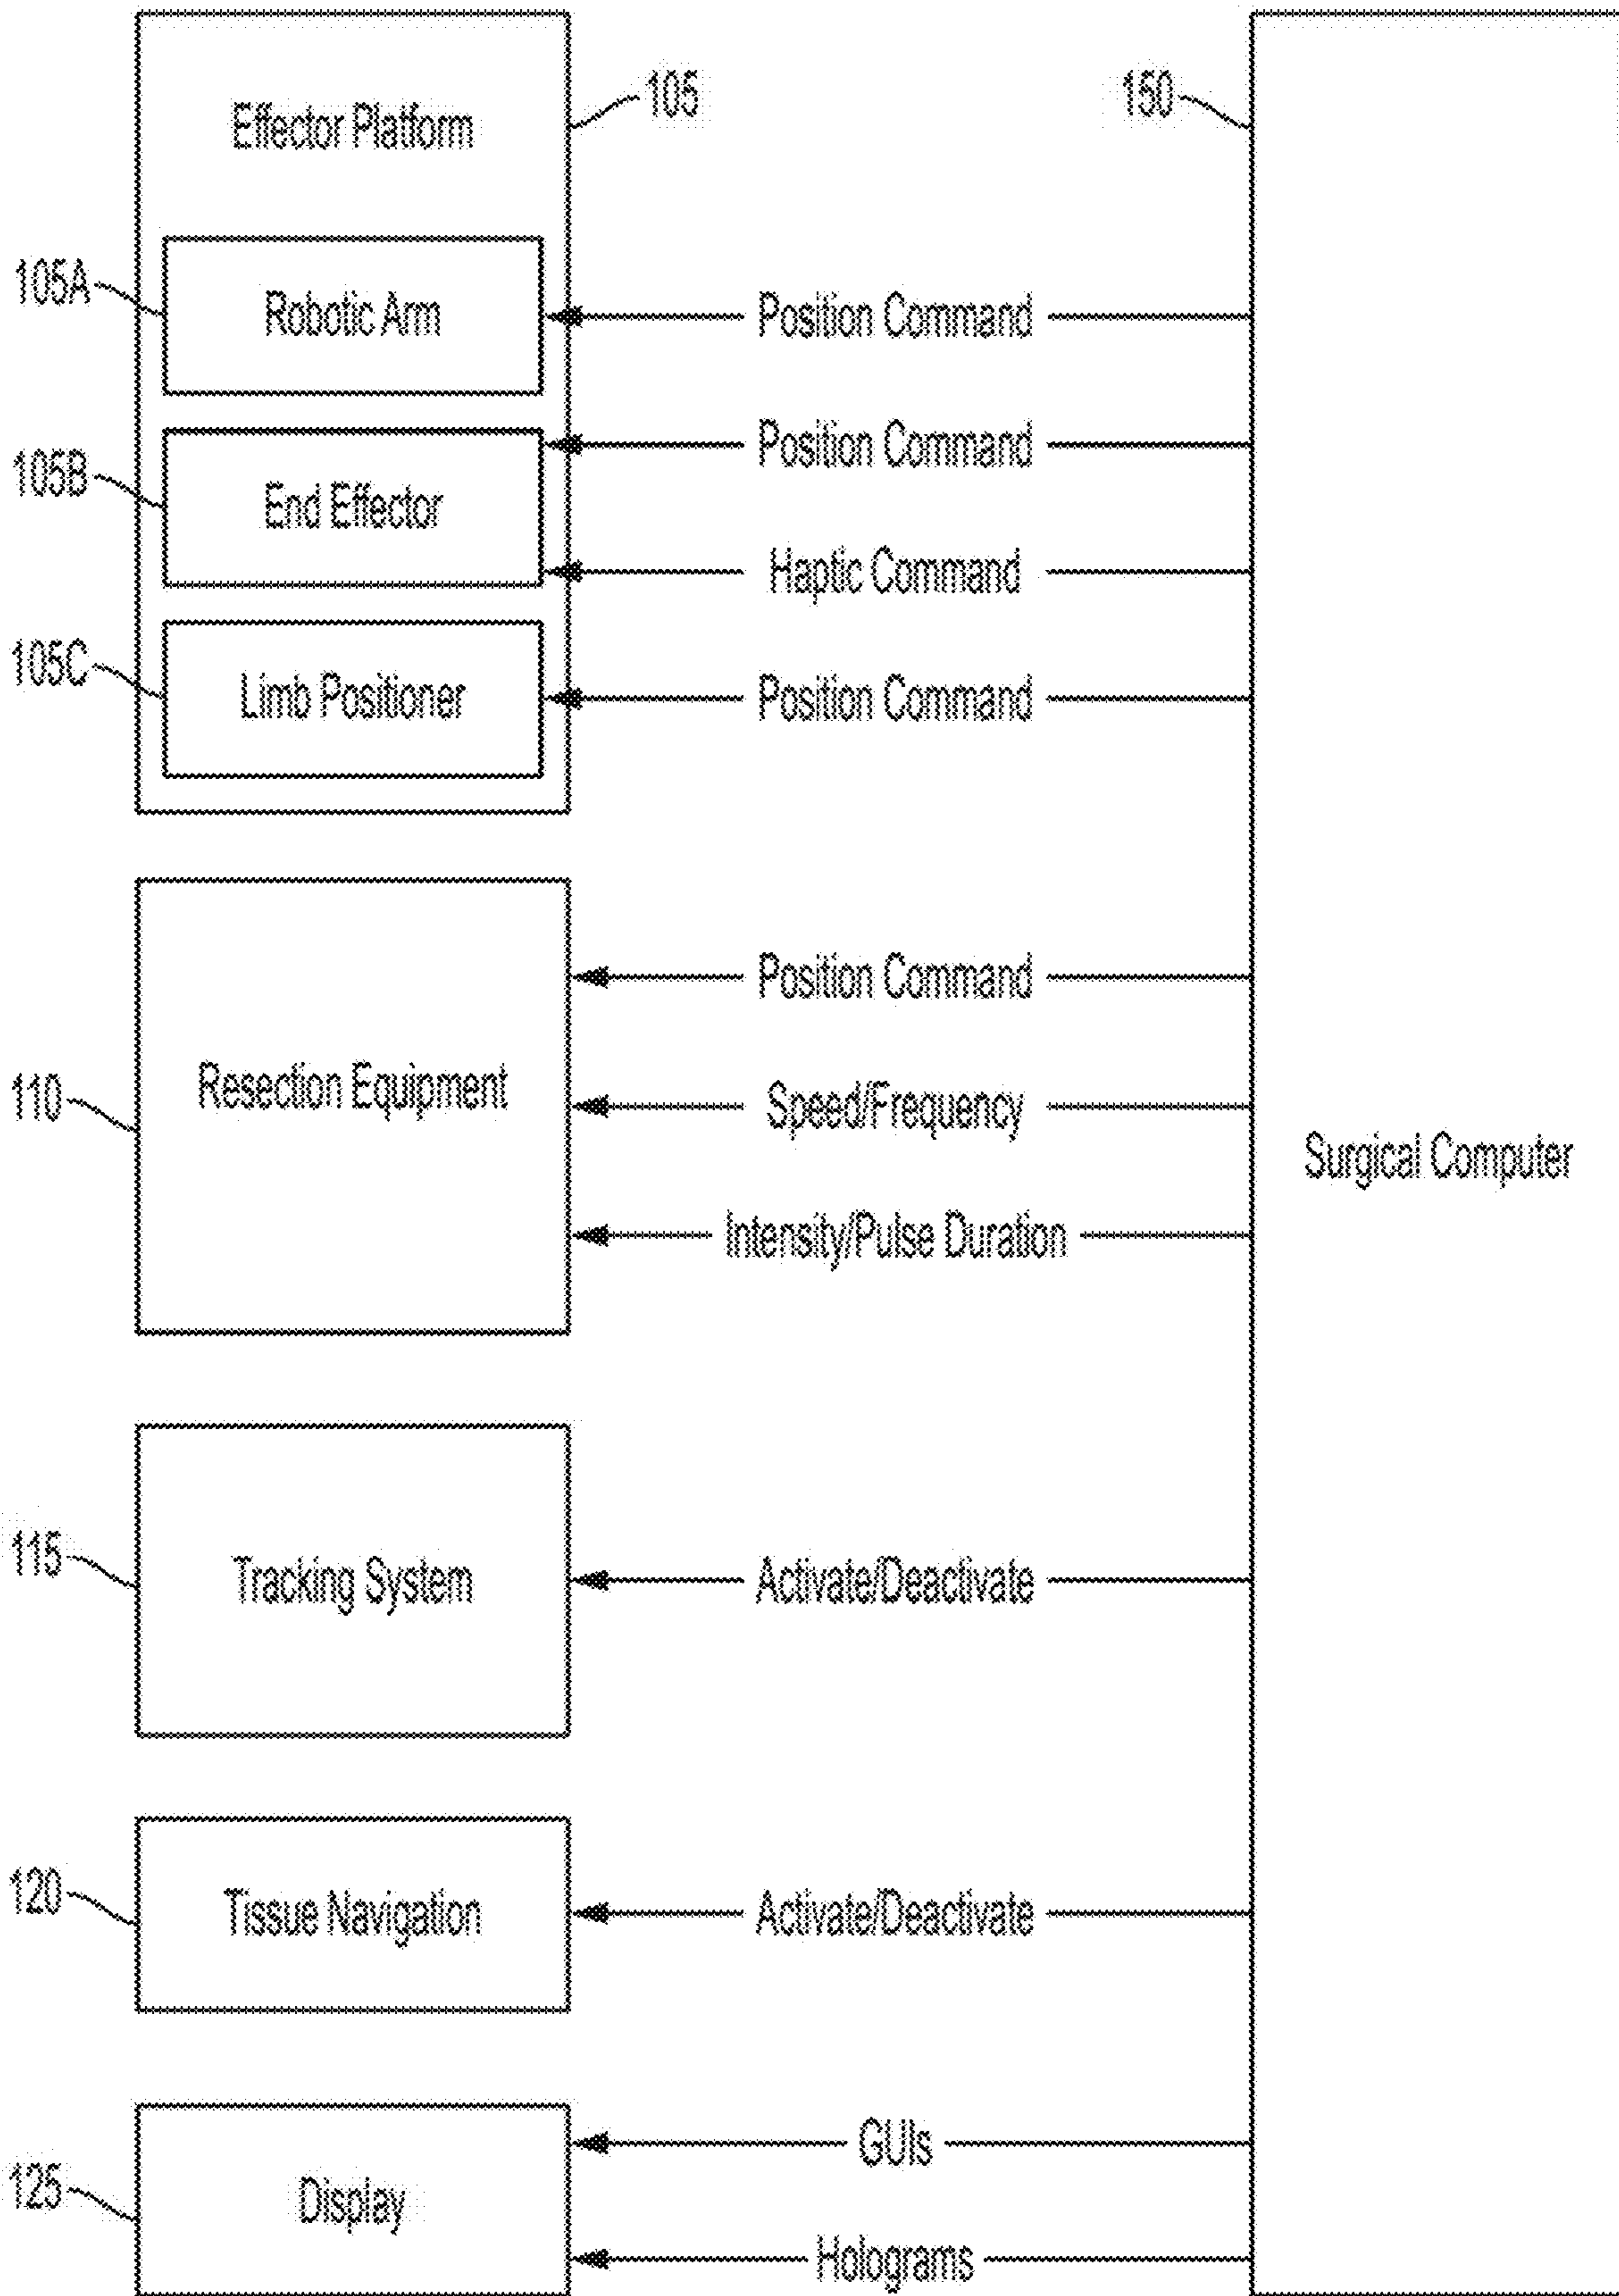 Effector Platform
105
150
105A
Robotic Arm
Position Command
105B
End Effector
Position Command
Haptic Command
105C
Limb Positioner
Position Command
110
Resection Equipment
Position Command
Speed/Frequency
Intensity/Pulse Duration
Surgical Computer
115
Tracking System
Activate/Deactivate
120
Tissue Navigation
Activate/Deactivate
125
Display
GUIs
Holograms